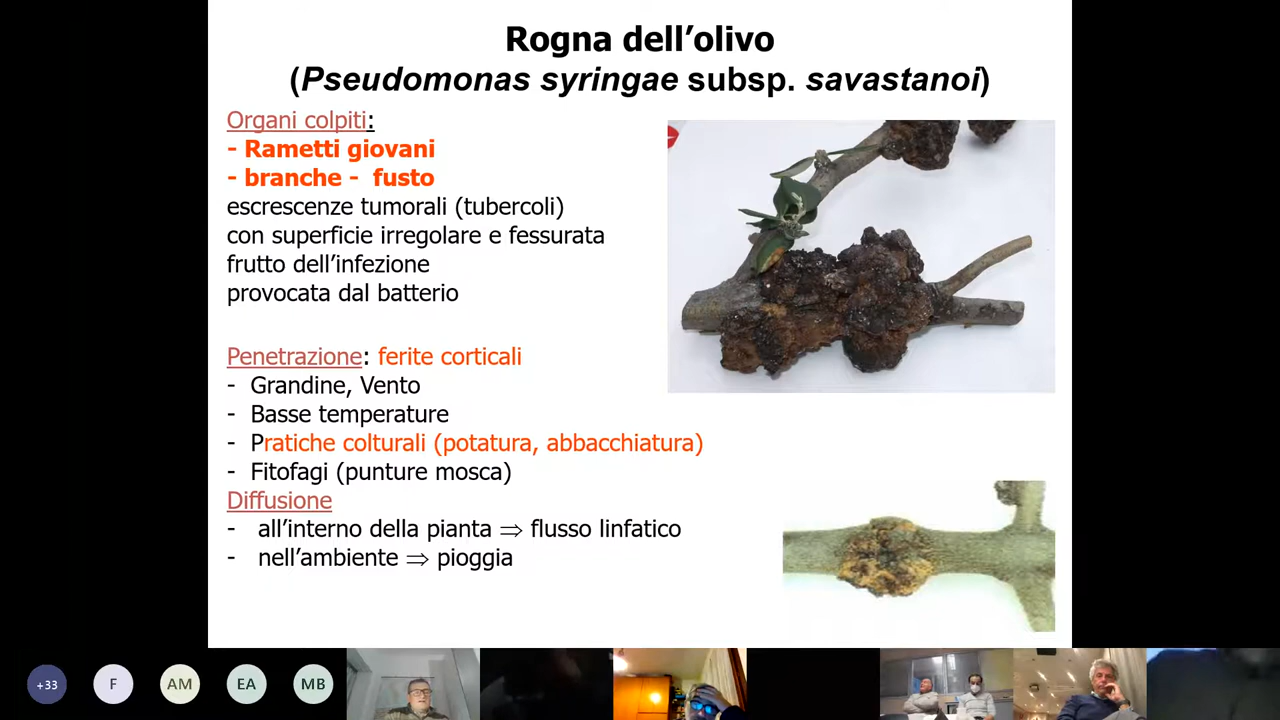 Rogna dell’olivo
(Pseudomonas syringae subsp. savastanoi)
Organi colpiti:
- Rametti giovani
- branche - fusto
escrescenze tumorali (tubercoli)
con superficie irregolare e fessurata
frutto dell’infezione
provocata dal batterio
Penetrazione: ferite corticali
- Grandine, Vento
- Basse temperature
- Pratiche colturali (potatura, abbacchiatura)
- Fitofagi (punture mosca)
Diffusione
- all’interno della pianta ⇒ flusso linfatico
- nell’ambiente ⇒ pioggia
+33 F AM EA MB